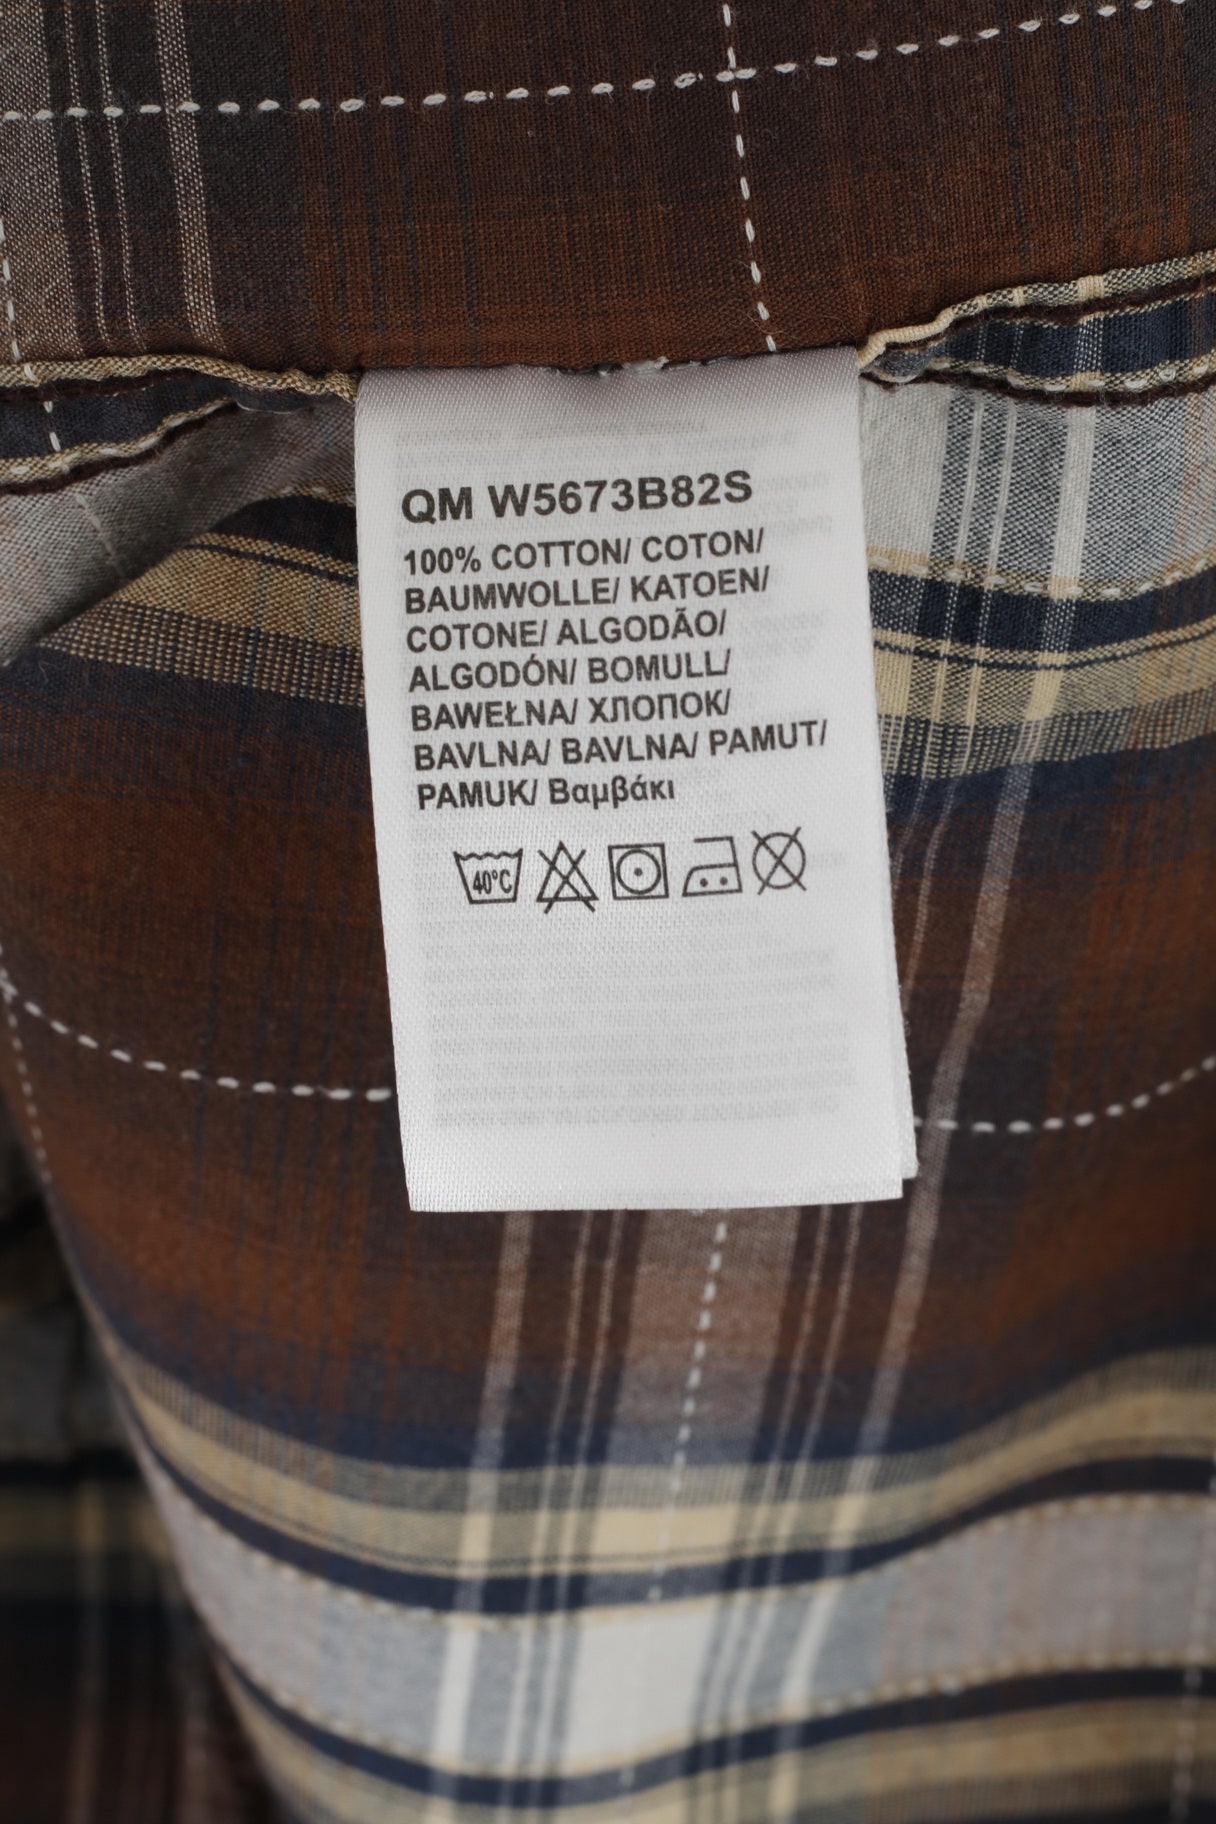 QM W5673B82S
100% COTTON/ COTON/
BAUMWOLLE/ KATOEN/
COTONE/ ALGODÃO/
ALGODÓN/ BOMULL/
BAWEŁNA/ ХЛОПОК/
BAVLNA/ BAVLNA/ PAMUT/
PAMUK/ Βαμβάκι
40°C